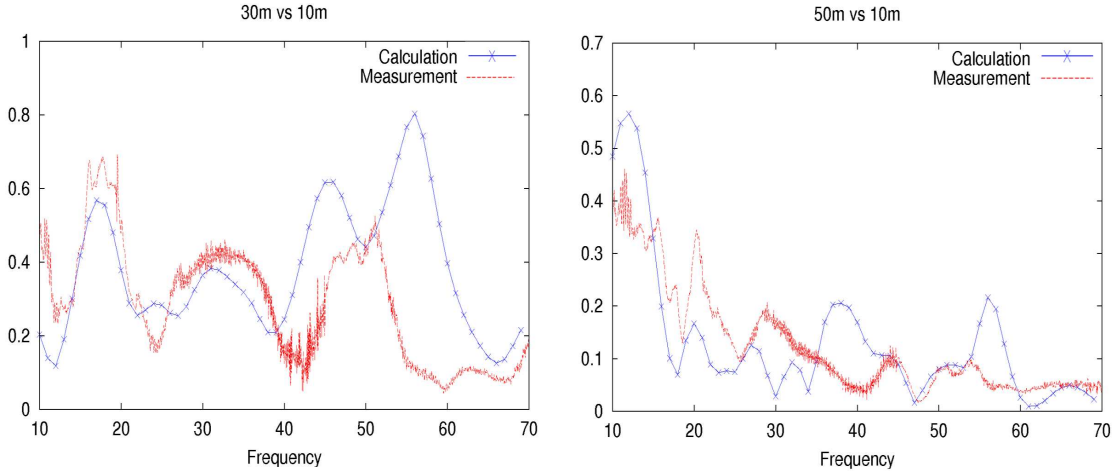 30m vs 10m
Calculation
Measurement
1
0.8
0.6
0.4
0.2
0
10 20 30 40 50 60 70
Frequency
50m vs 10m
Calculation
Measurement
0.7
0.6
0.5
0.4
0.3
0.2
0.1
0
10 20 30 40 50 60 70
Frequency